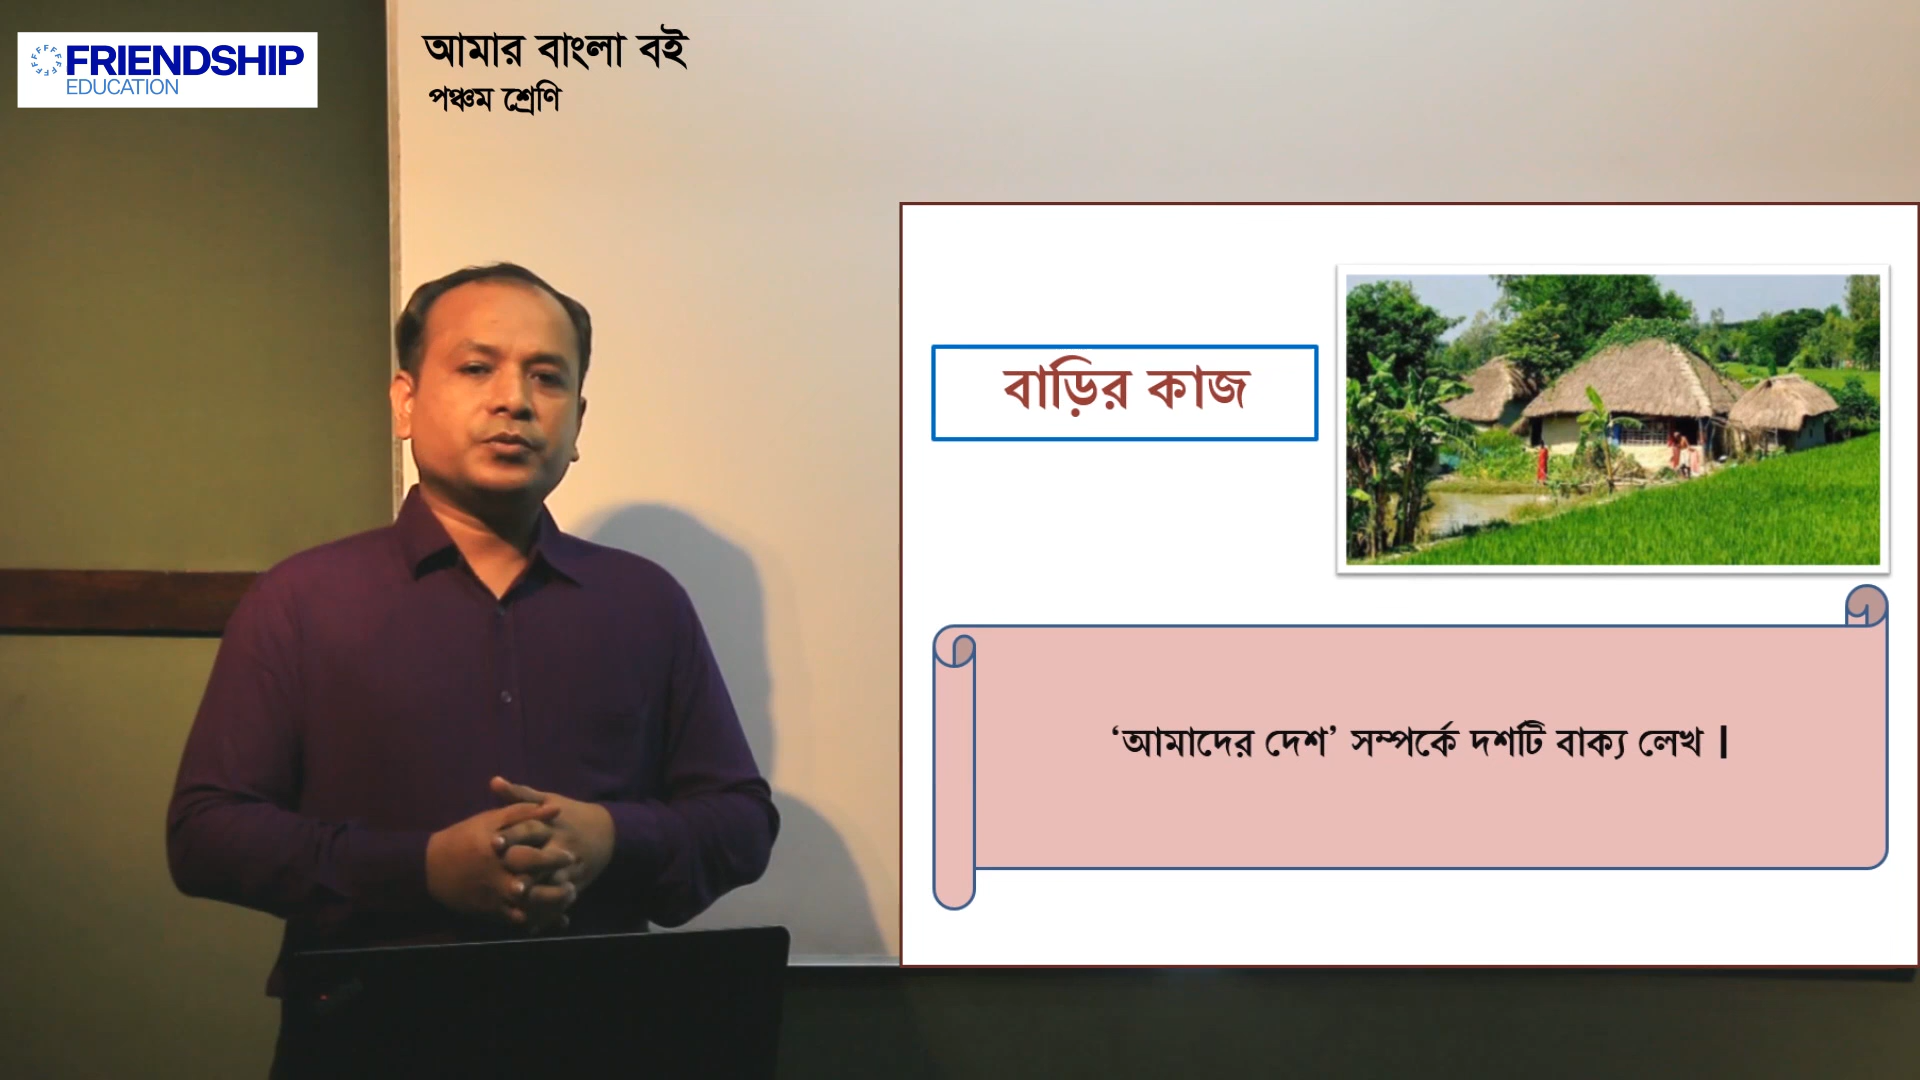 FRIENDSHIP
EDUCATION
আমার বাংলা বই
পঞ্চম শ্রেণি
বাড়ির কাজ
‘আমাদের দেশ’ সম্পর্কে দশটি বাক্য লেখ।